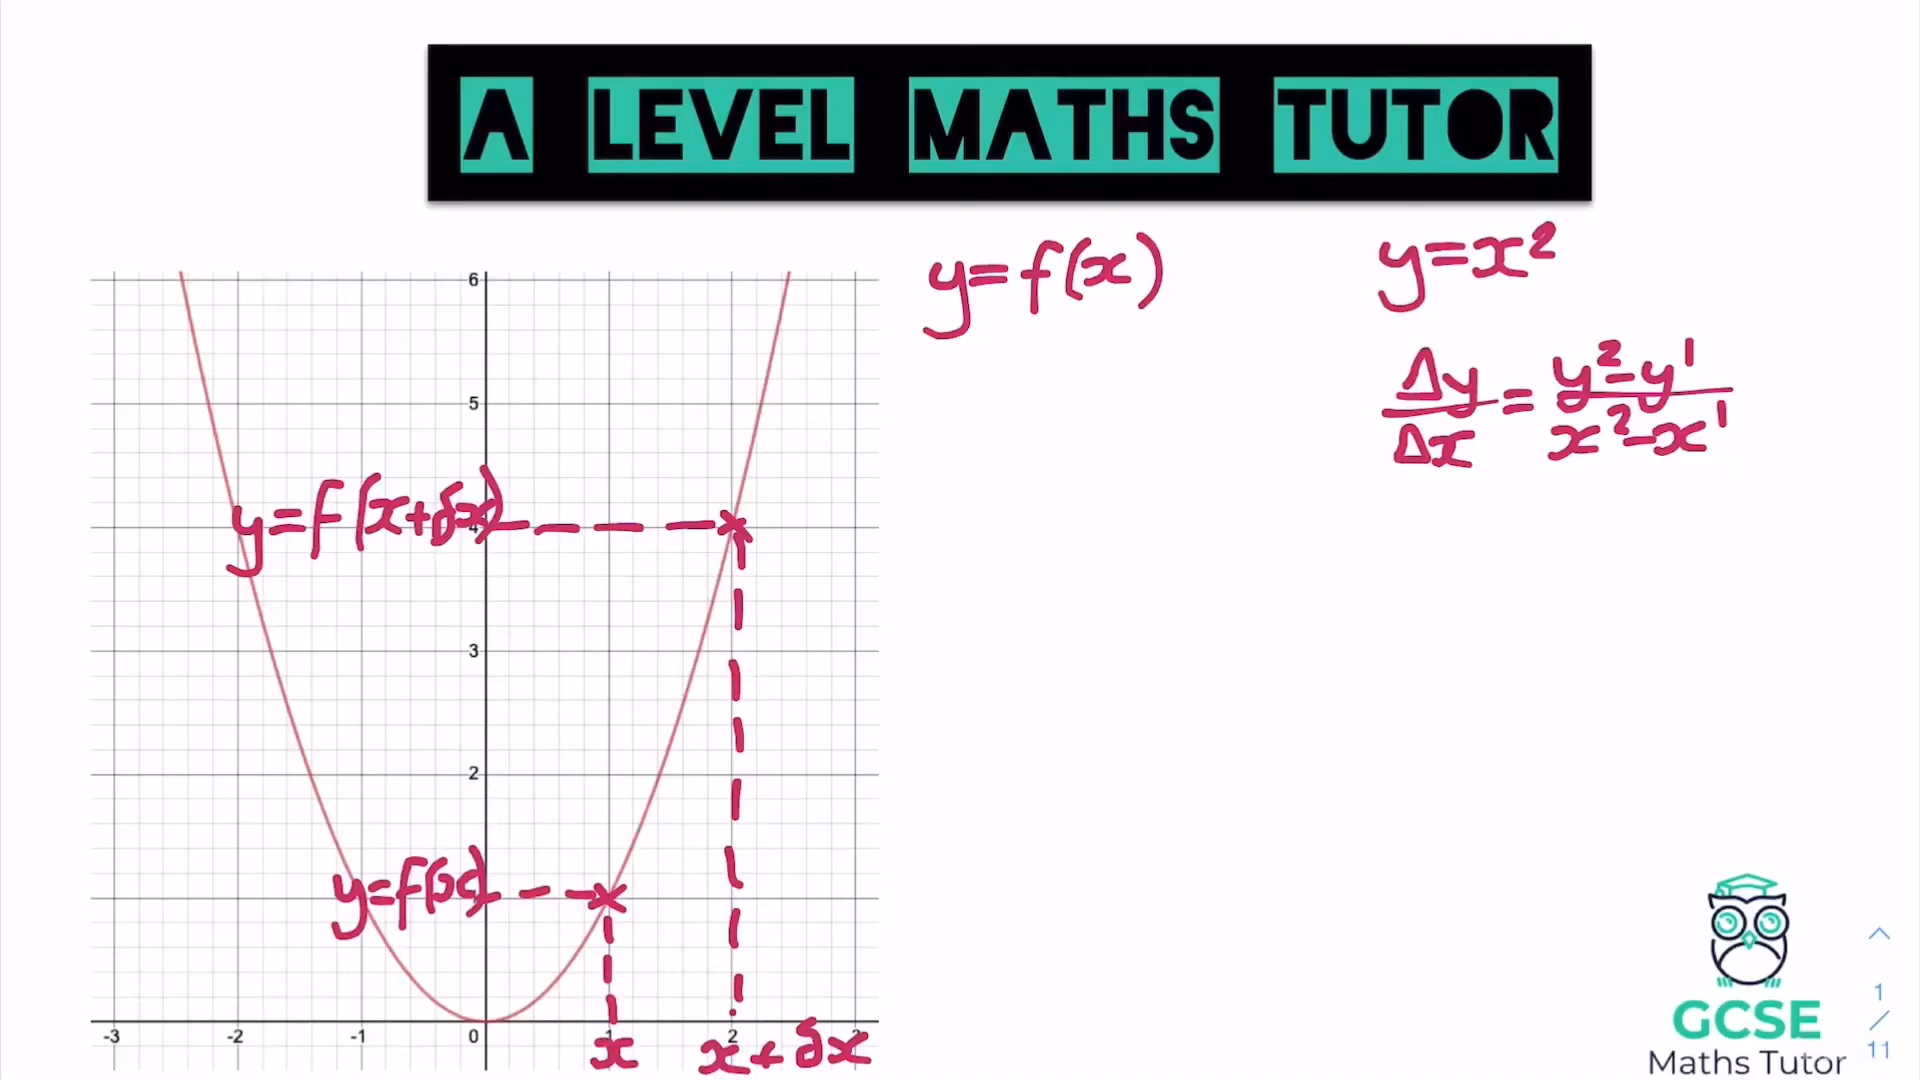 A LEVEL MATHS TUTOR
y=f(x)
y=x²
Δy/Δx = y²-y¹/x²-x¹
6
5
y=f(x+δx)
4
3
2
y=f(x)
-3 -2 -1 0 1 2 3
x x+δx
GCSE
Maths Tutor
1
/
11